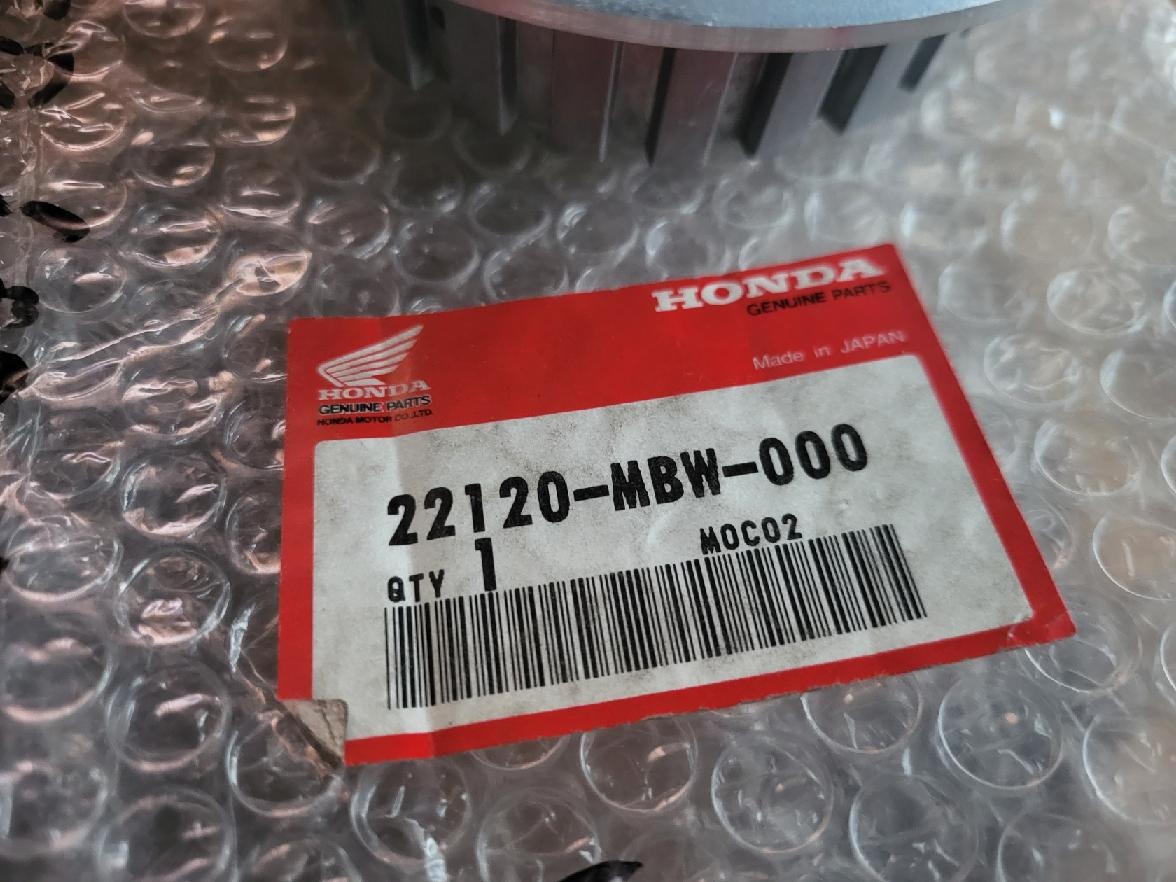 HONDA
GENUINE PARTS
Made in JAPAN
HONDA
GENUINE PARTS
HONDA MOTOR CO.,LTD.
22120-MBW-000
QTY 1
MOC02